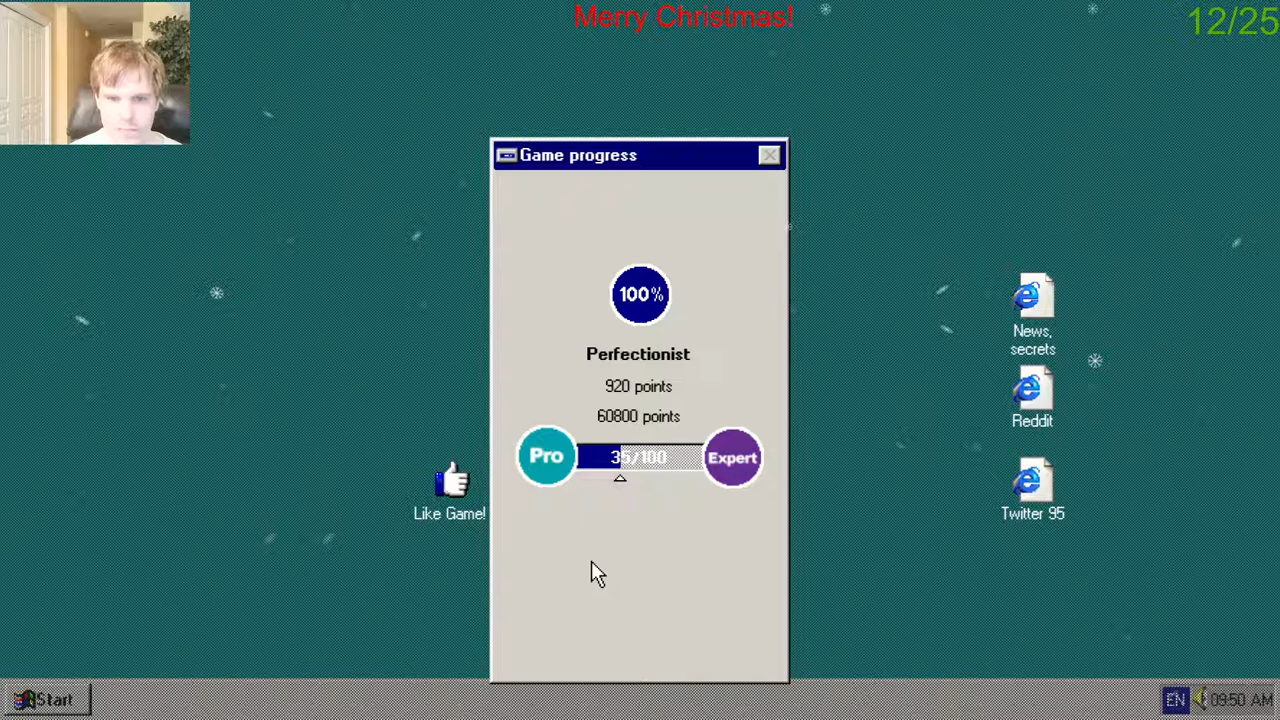 Merry Christmas!
12/25
Game progress
100%
Perfectionist
920 points
60800 points
Pro
35/100
Expert
Like Game!
News,
secrets
Reddit
Twitter 95
Start
EN
09:50 AM